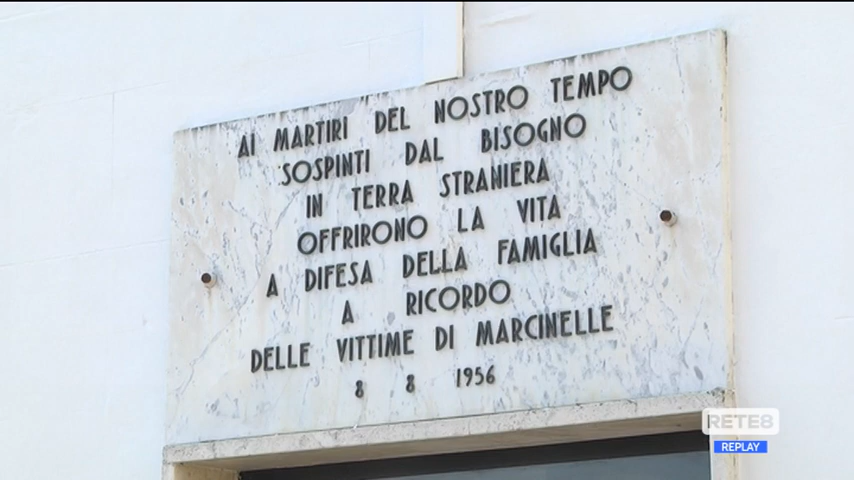 AI MARTIRI DEL NOSTRO TEMPO
SOSPINTI DAL BISOGNO
IN TERRA STRANIERA
OFFRIRONO LA VITA
A DIFESA DELLA FAMIGLIA
A RICORDO
DELLE VITTIME DI MARCINELLE
8 8 1956
RETE8
REPLAY